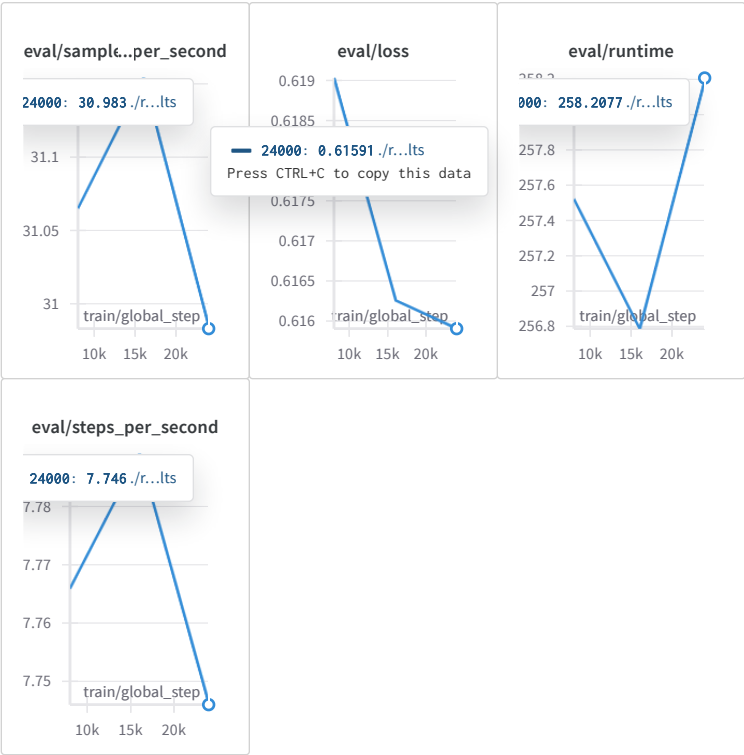 eval/sample...per_second
24000: 30.983 ./r...lts
31.1
31.05
31
train/global_step
10k 15k 20k
eval/loss
0.619
0.6185
24000: 0.61591 ./r...lts
Press CTRL+C to copy this data
0.6175
0.617
0.6165
0.616
train/global_step
10k 15k 20k
eval/runtime
258.2
000: 258.2077 ./r...lts
257.8
257.6
257.4
257.2
257
256.8
train/global_step
10k 15k 20k
eval/steps_per_second
24000: 7.746 ./r...lts
7.78
7.77
7.76
7.75
train/global_step
10k 15k 20k